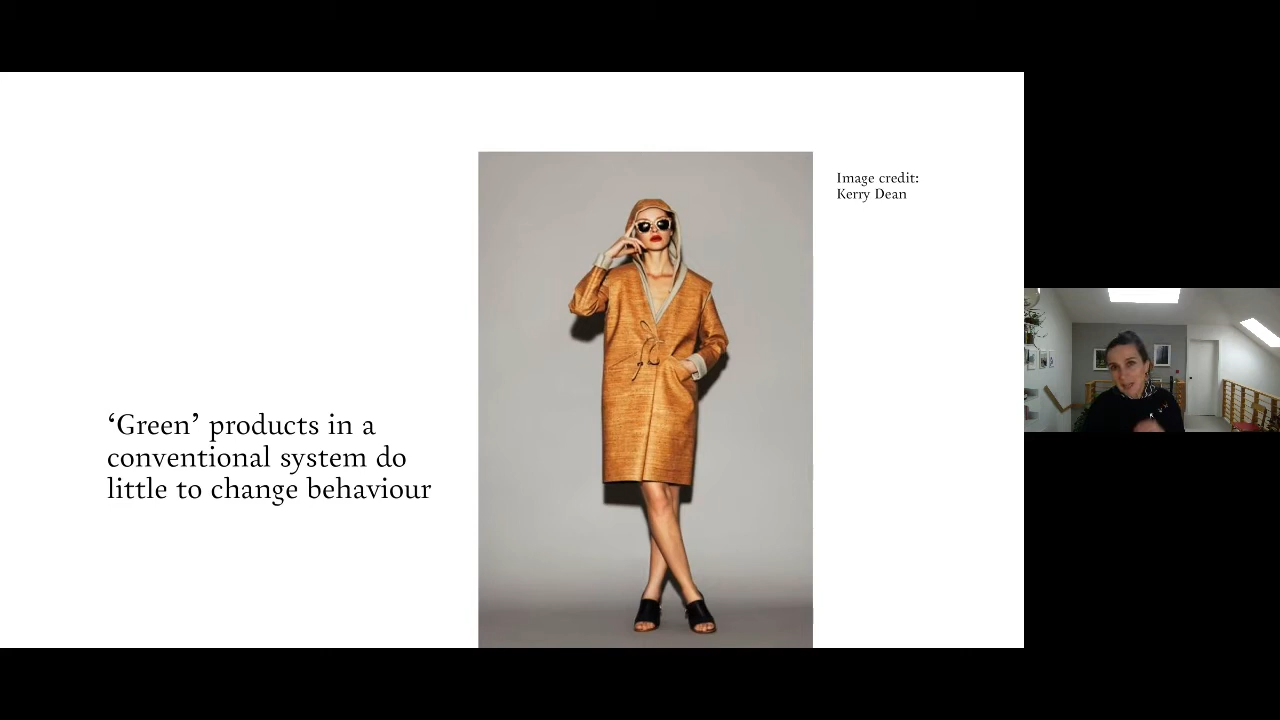 ‘Green’ products in a
conventional system do
little to change behaviour
Image credit:
Kerry Dean